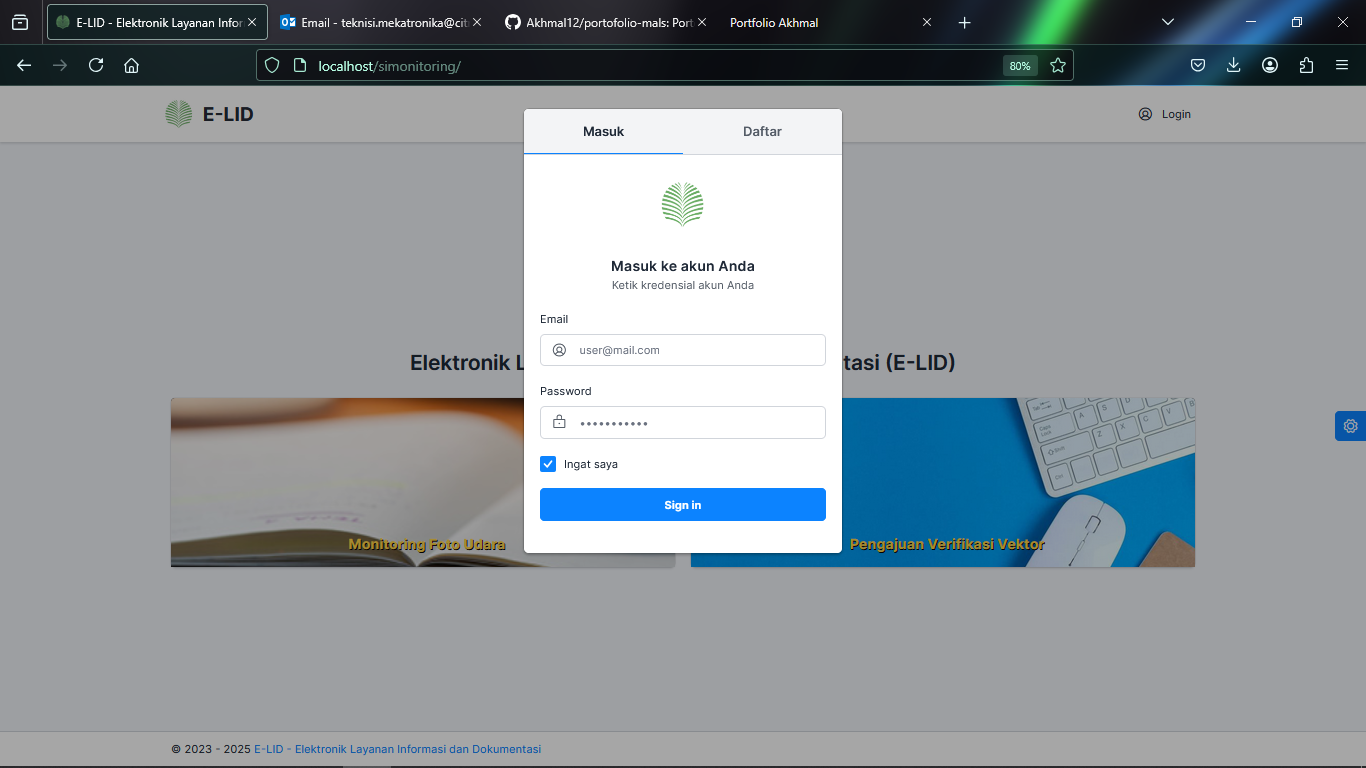 E-LID - Elektronik Layanan Infor
Email - teknisi.mekatronika@cit
Akhmal12/portofolio-mals: Port
Portfolio Akhmal
localhost/simonitoring/
80%
E-LID
Login
Masuk
Daftar
Masuk ke akun Anda
Ketik kredensial akun Anda
Email
user@mail.com
Elektronik L
tasi (E-LID)
Password
•••••••••••
Ingat saya
Sign in
Monitoring Foto Udara
Pengajuan Verifikasi Vektor
© 2023 - 2025 E-LID - Elektronik Layanan Informasi dan Dokumentasi